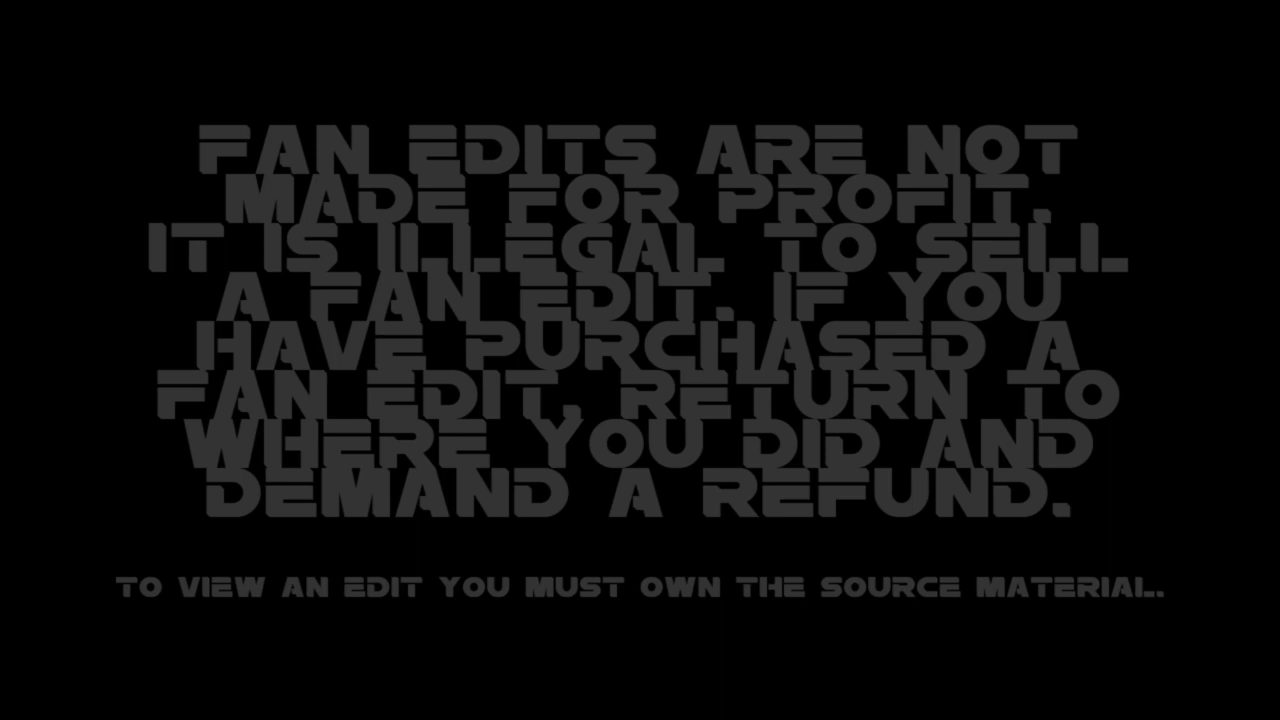 FAN EDITS ARE NOT
MADE FOR PROFIT.
IT IS ILLEGAL TO SELL
A FAN EDIT. IF YOU
HAVE PURCHASED A
FAN EDIT, RETURN TO
WHERE YOU DID AND
DEMAND A REFUND.
TO VIEW AN EDIT YOU MUST OWN THE SOURCE MATERIAL.